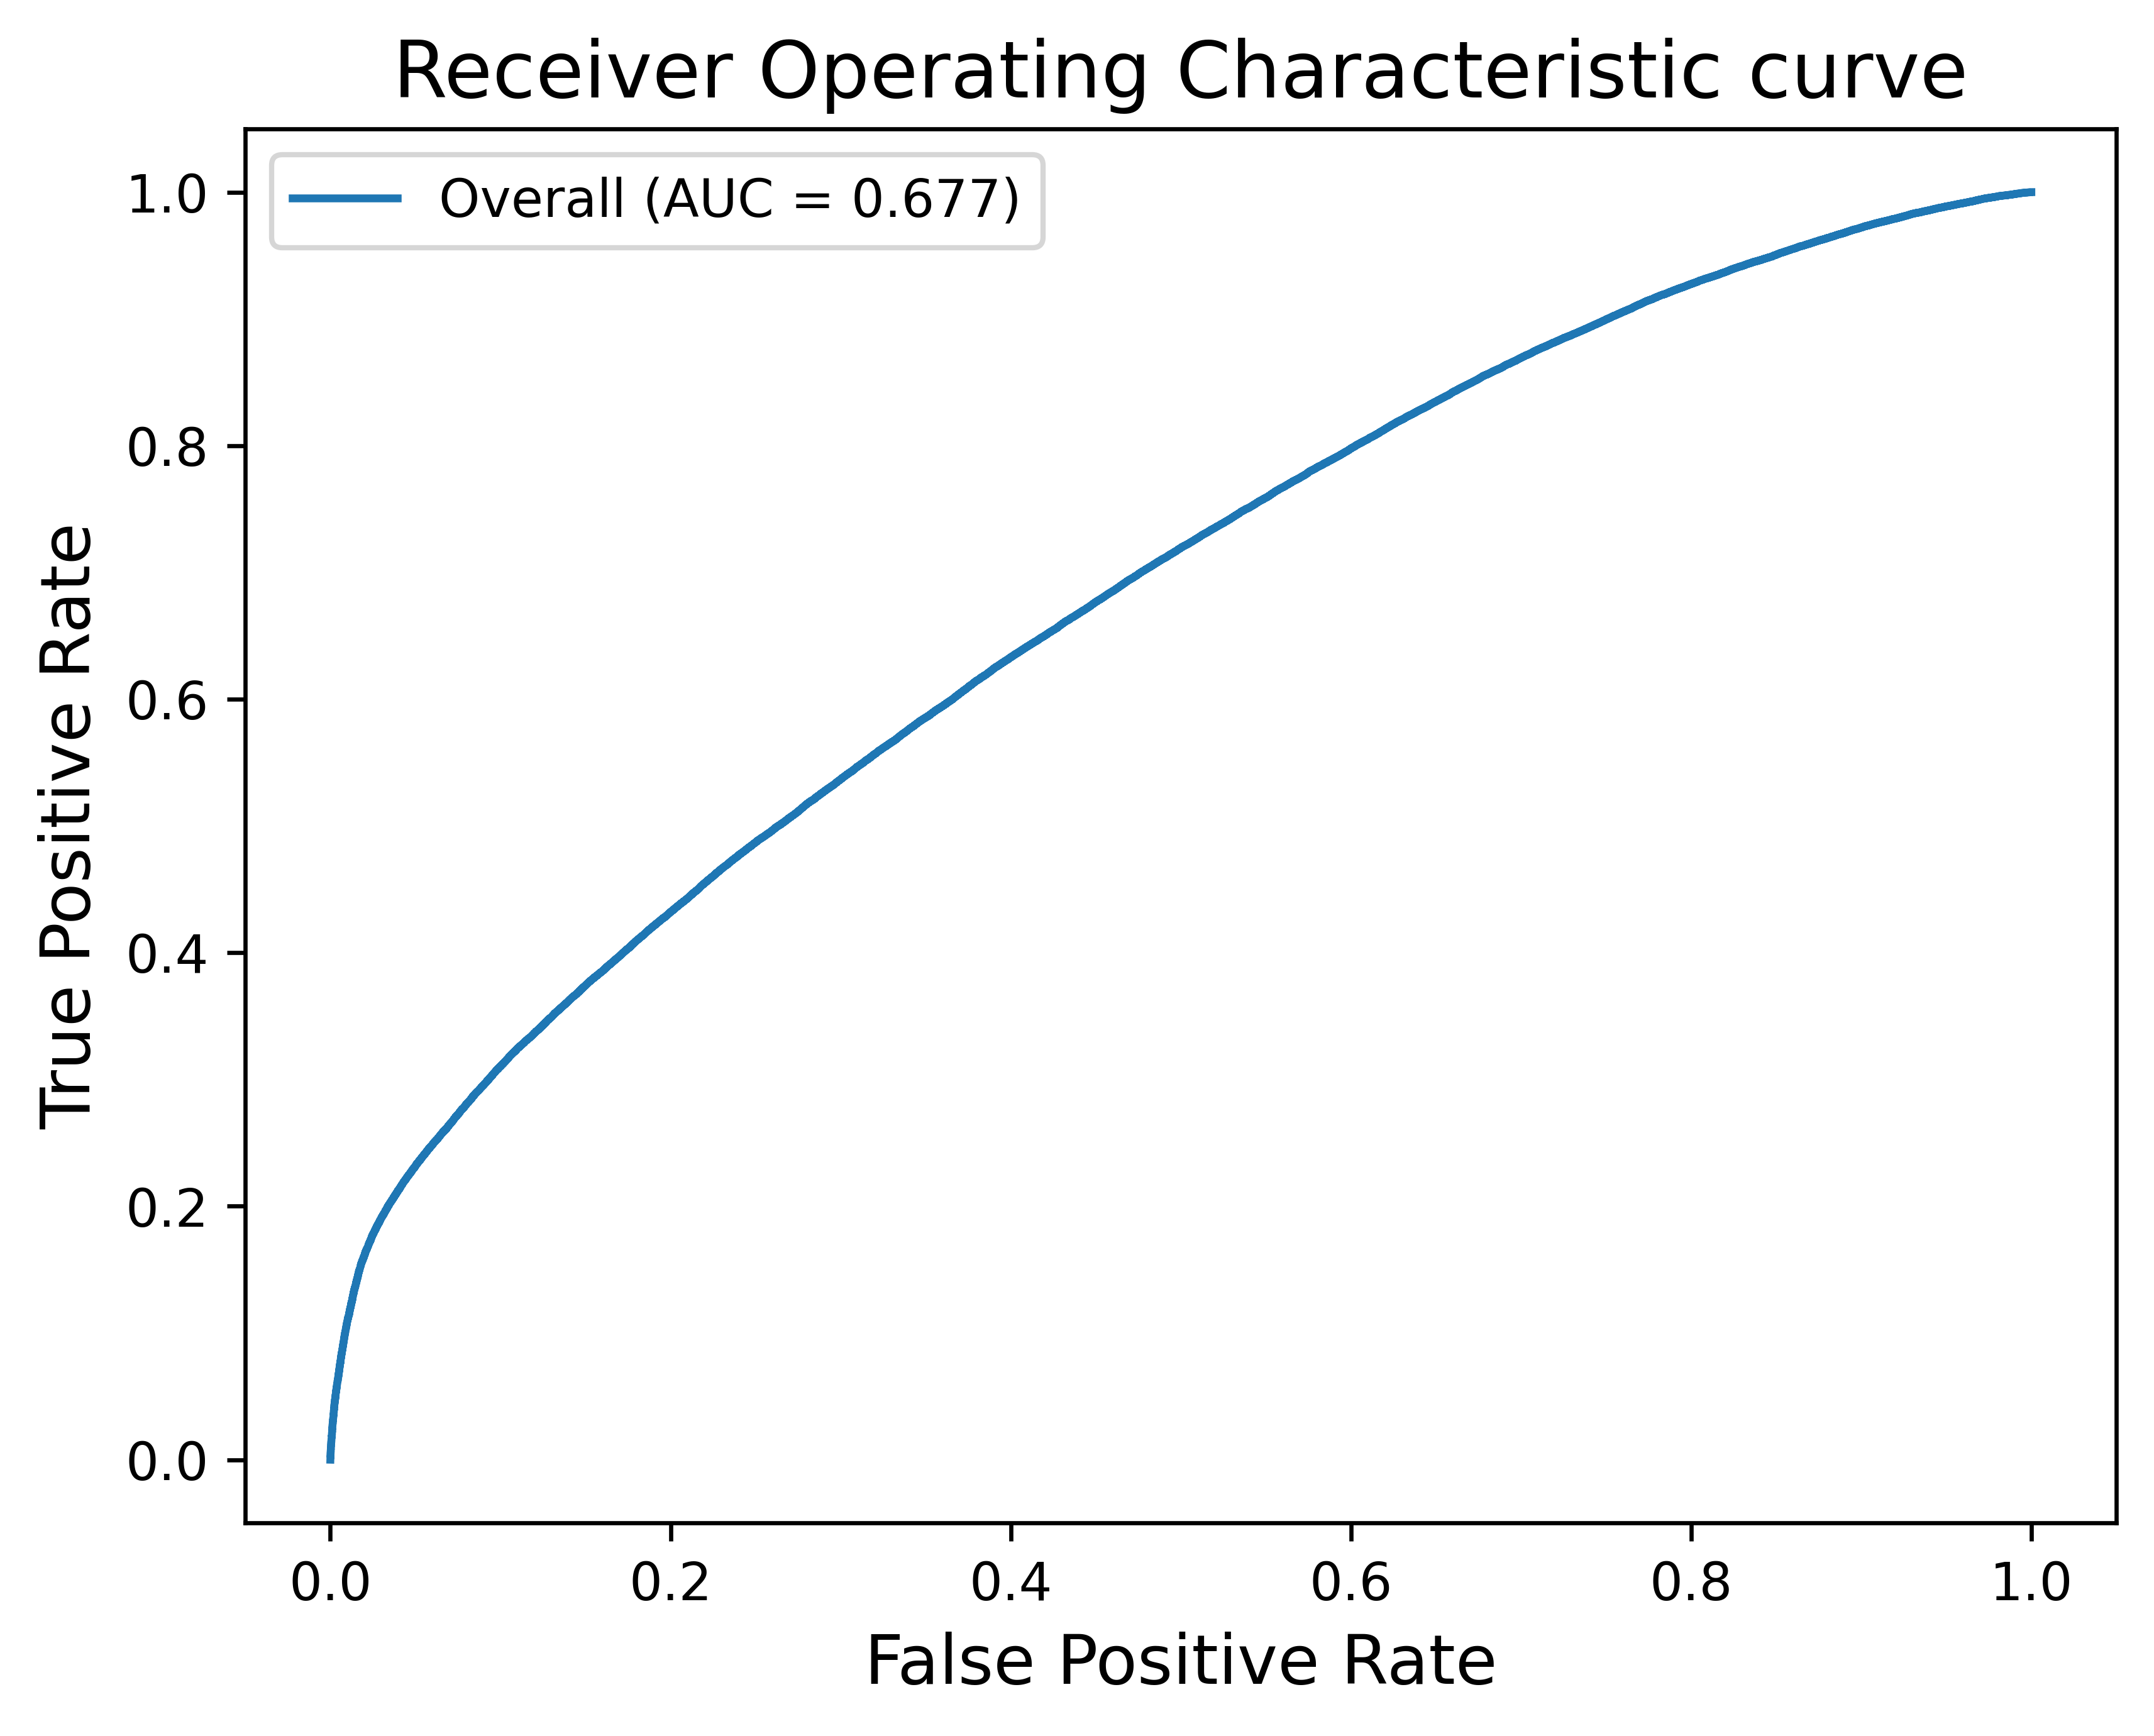 Receiver Operating Characteristic curve
Overall (AUC = 0.677)
True Positive Rate
1.0
0.8
0.6
0.4
0.2
0.0
0.0 0.2 0.4 0.6 0.8 1.0
False Positive Rate